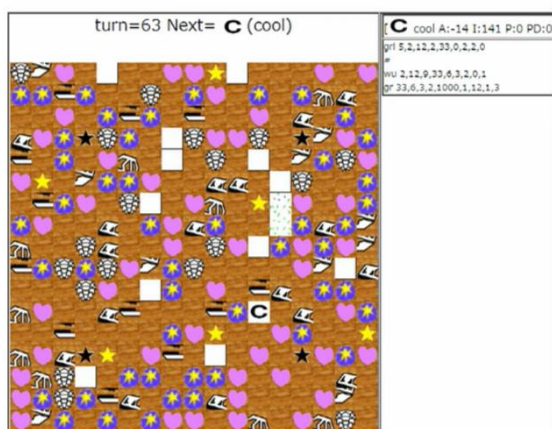 turn=63 Next= C (cool)
[ C cool A:-14 I:141 P:0 PD:0
grl 5,2,12,2,33,0,2,2,0
#
wu 2,12,9,33,6,3,2,0,1
gr 33,6,3,2,1000,1,12,1,3
C